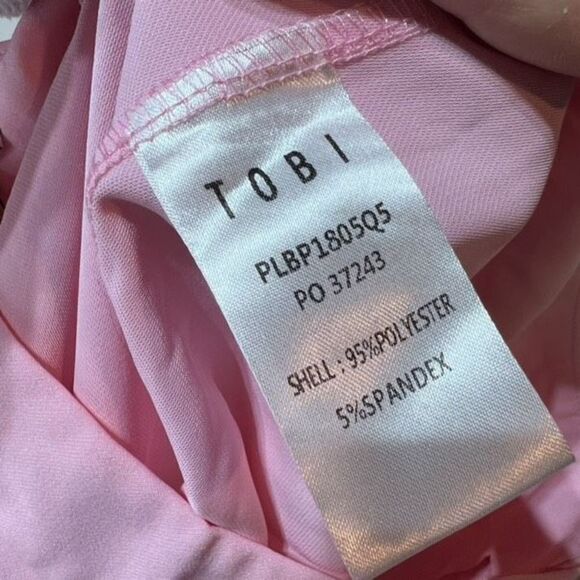 TOBI
PLBP1805Q5
PO 37243
SHELL : 95%POLYESTER
5%SPANDEX